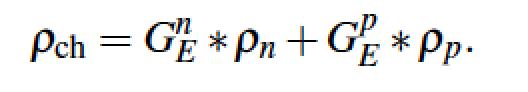 ρ_ch = G_E^n * ρ_n + G_E^p * ρ_p.